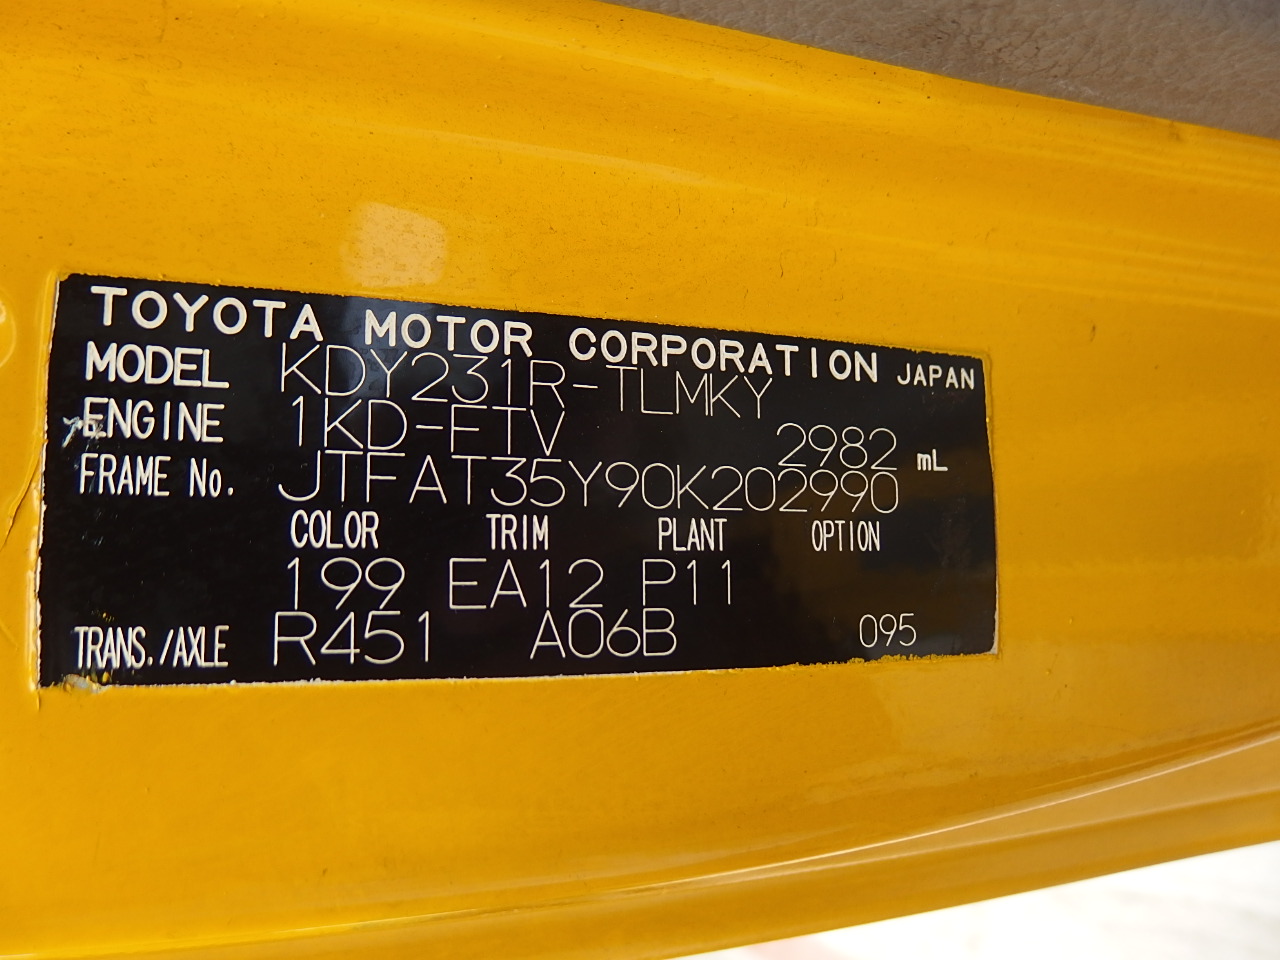 TOYOTA MOTOR CORPORATION JAPAN
MODEL KDY231R-TLMKY
ENGINE 1KD-FTV 2982 mL
FRAME No. JTFAT35Y90K202990
COLOR TRIM PLANT OPTION
199 EA12 P11
TRANS./AXLE R451 A06B 095